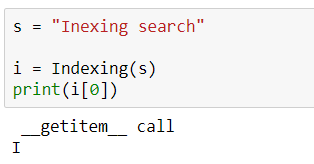 s = "Inexing search"
i = Indexing(s)
print(i[0])
__getitem__ call
I